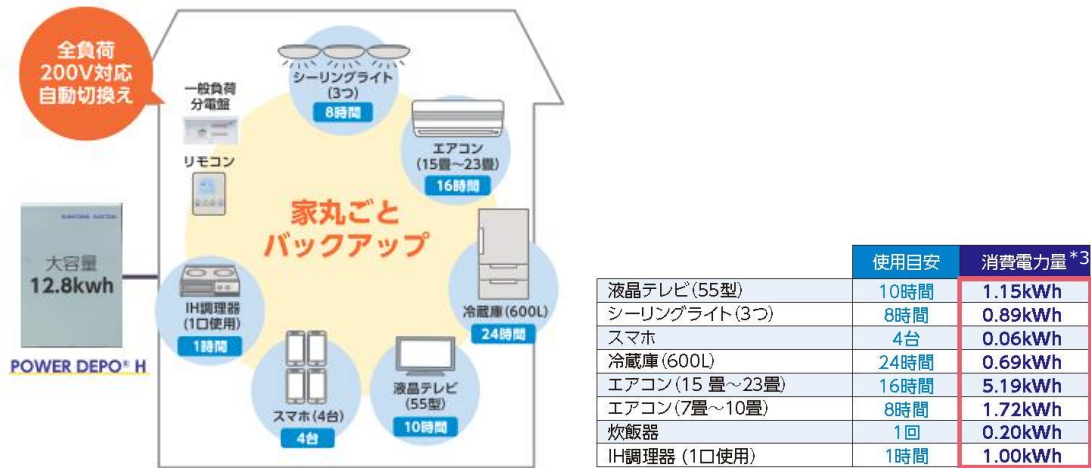 全負荷
200V対応
自動切換え
一般負荷
分電盤
リモコン
シーリングライト
(3つ)
8時間
エアコン
(15畳～23畳)
16時間
家丸ごと
バックアップ
大容量
12.8kwh
POWER DEPO® H
IH調理器
(1口使用)
1時間
冷蔵庫(600L)
24時間
スマホ(4台)
4台
液晶テレビ
(55型)
10時間
使用目安 消費電力量*3
液晶テレビ(55型) 10時間 1.15kWh
シーリングライト(3つ) 8時間 0.89kWh
スマホ 4台 0.06kWh
冷蔵庫(600L) 24時間 0.69kWh
エアコン(15 畳～23畳) 16時間 5.19kWh
エアコン(7畳～10畳) 8時間 1.72kWh
炊飯器 1回 0.20kWh
IH調理器 (1口使用) 1時間 1.00kWh